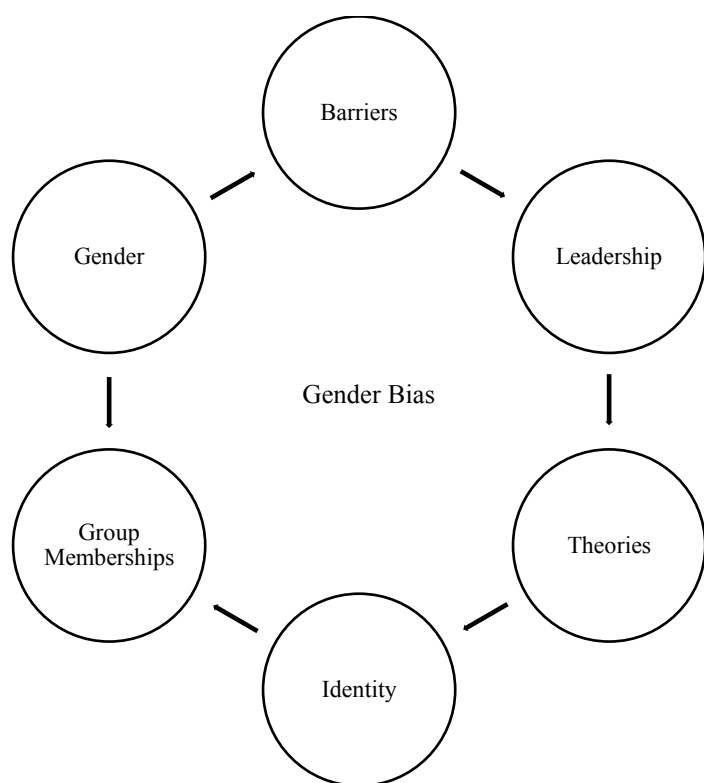 Barriers
Gender
Leadership
Gender Bias
Group
Memberships
Theories
Identity